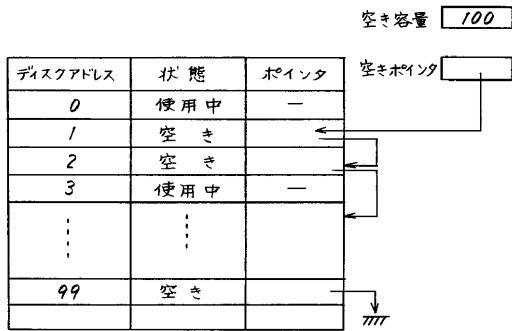 空き容量 100
ディスクアドレス 状態 ポインタ 空きポインタ
0 使用中 —
1 空き
2 空き
3 使用中 —
99 空き